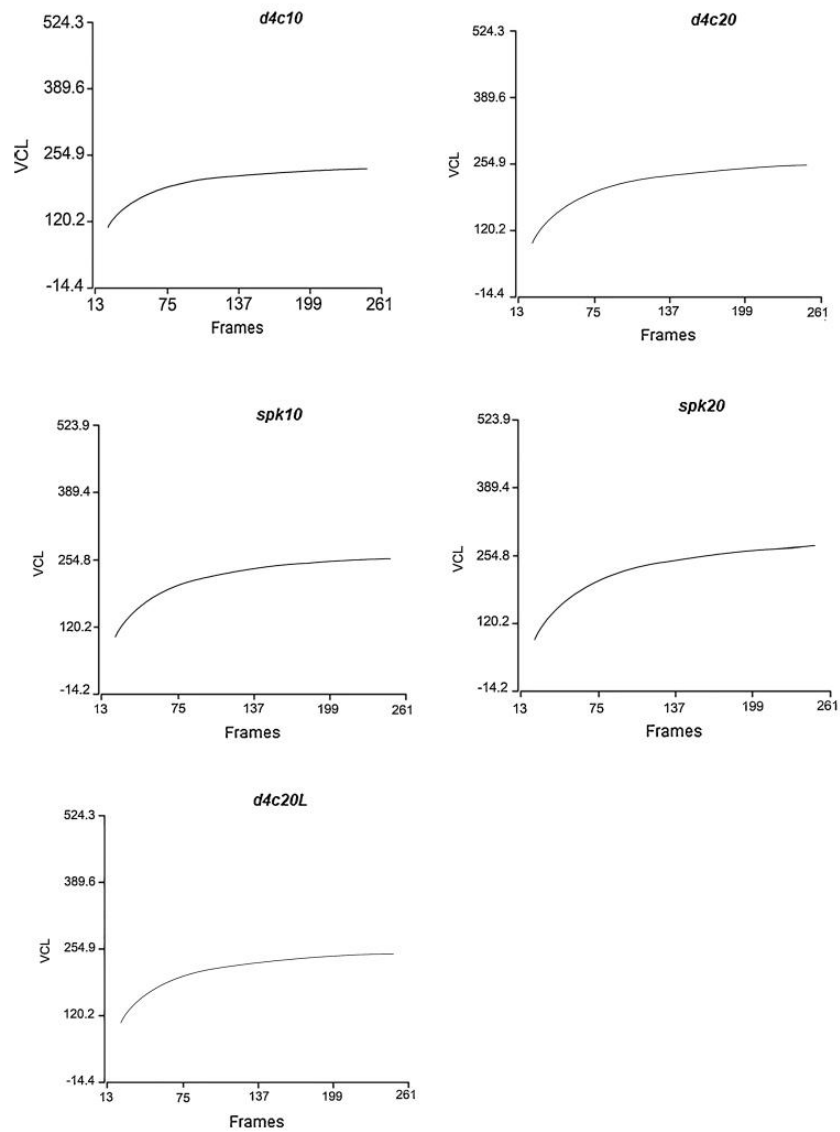 d4c10
524.3
389.6
254.9
120.2
-14.4
VCL
13 75 137 199 261
Frames
d4c20
524.3
389.6
254.9
120.2
-14.4
VCL
13 75 137 199 261
Frames
spk10
523.9
389.4
254.8
120.2
-14.2
VCL
13 75 137 199 261
Frames
spk20
523.9
389.4
254.8
120.2
-14.2
VCL
13 75 137 199 261
Frames
d4c20L
524.3
389.6
254.9
120.2
-14.4
VCL
13 75 137 199 261
Frames